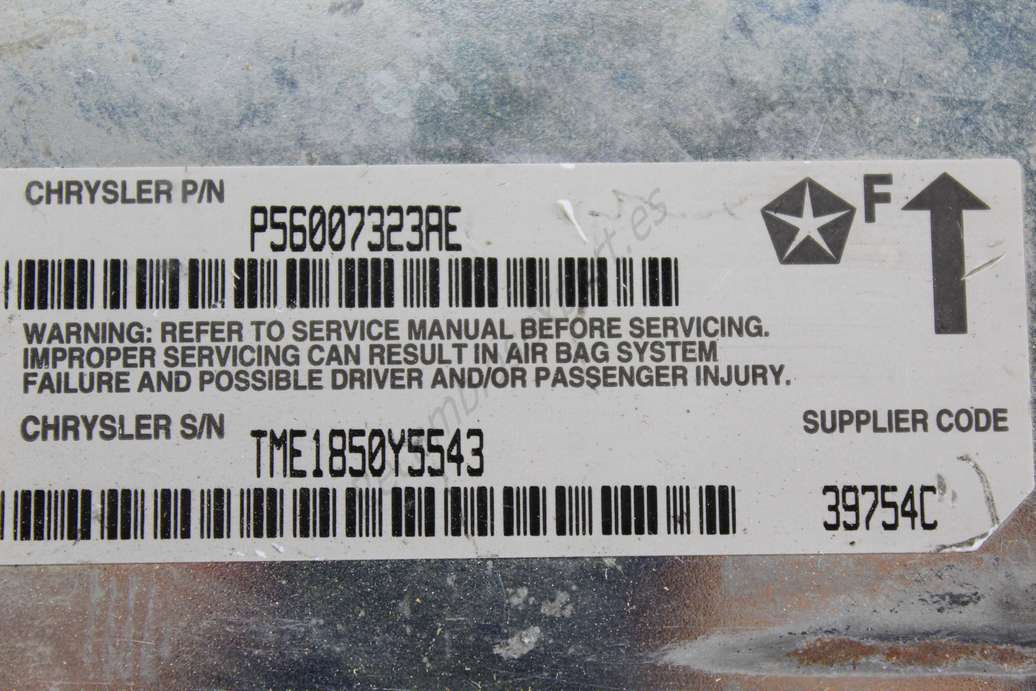 CHRYSLER P/N
P56007323AE
F
WARNING: REFER TO SERVICE MANUAL BEFORE SERVICING.
IMPROPER SERVICING CAN RESULT IN AIR BAG SYSTEM
FAILURE AND POSSIBLE DRIVER AND/OR PASSENGER INJURY.
CHRYSLER S/N
TME1850Y5543
SUPPLIER CODE
39754C